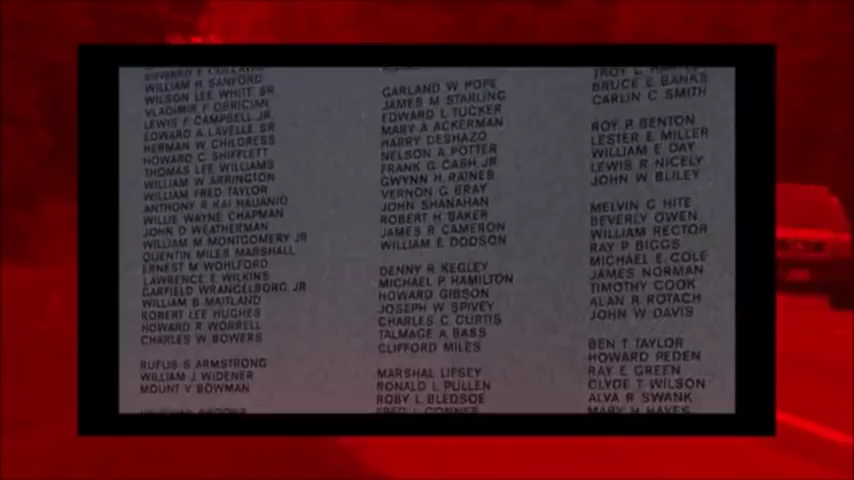 WILLIAM H SANFORD
WILSON LEE WHITE SR
VLADIMIR F OBRICIAN
LEWIS F CAMPBELL JR.
EDWARD A LAVELLE SR
HERMAN W CHILDRESS
HOWARD C SHIFFLETT
THOMAS LEE WILLIAMS
WILLIAM W ARRINGTON
WILLIAM FRED TAYLOR
ANTHONY R KAI HAUANIO
WILLIE WAYNE CHAPMAN
JOHN D WEATHERMAN
WILLIAM M MONTGOMERY JR
QUENTIN MILES MARSHALL
ERNEST M WOHLFORD
LAWRENCE E WILKINS
GARFIELD WRANGELBORG JR
WILLIAM B MAITLAND
ROBERT LEE HUGHES
HOWARD R WORRELL
CHARLES W BOWERS
RUFUS S ARMSTRONG
WILLIAM J WIDENER
MOUNT V BOWMAN
GARLAND W POPE
JAMES M STARLING
EDWARD L TUCKER
MARY A ACKERMAN
HARRY DESHAZO
NELSON A POTTER
FRANK G CASH JR
GWYNN H RAINES
VERNON G BRAY
JOHN SHANAHAN
ROBERT H BAKER
JAMES R CAMERON
WILLIAM E DODSON
DENNY R KEGLEY
MICHAEL P HAMILTON
HOWARD GIBSON
JOSEPH W SPIVEY
CHARLES C CURTIS
TALMAGE A BASS
CLIFFORD MILES
MARSHAL LIPSEY
RONALD L PULLEN
ROBY L BLEDSOE
FRED L CONNER
BRUCE E BANKS
CARLIN C SMITH
ROY P BENTON
LESTER E MILLER
WILLIAM E DAY
LEWIS R NICELY
JOHN W BLILEY
MELVIN G HITE
BEVERLY OWEN
WILLIAM RECTOR
RAY P BIGGS
MICHAEL E COLE
JAMES NORMAN
TIMOTHY COOK
ALAN R ROTACH
JOHN W DAVIS
BEN T TAYLOR
HOWARD PEDEN
RAY E GREEN
CLYDE T WILSON
ALVA R SWANK
MARY H HAYES